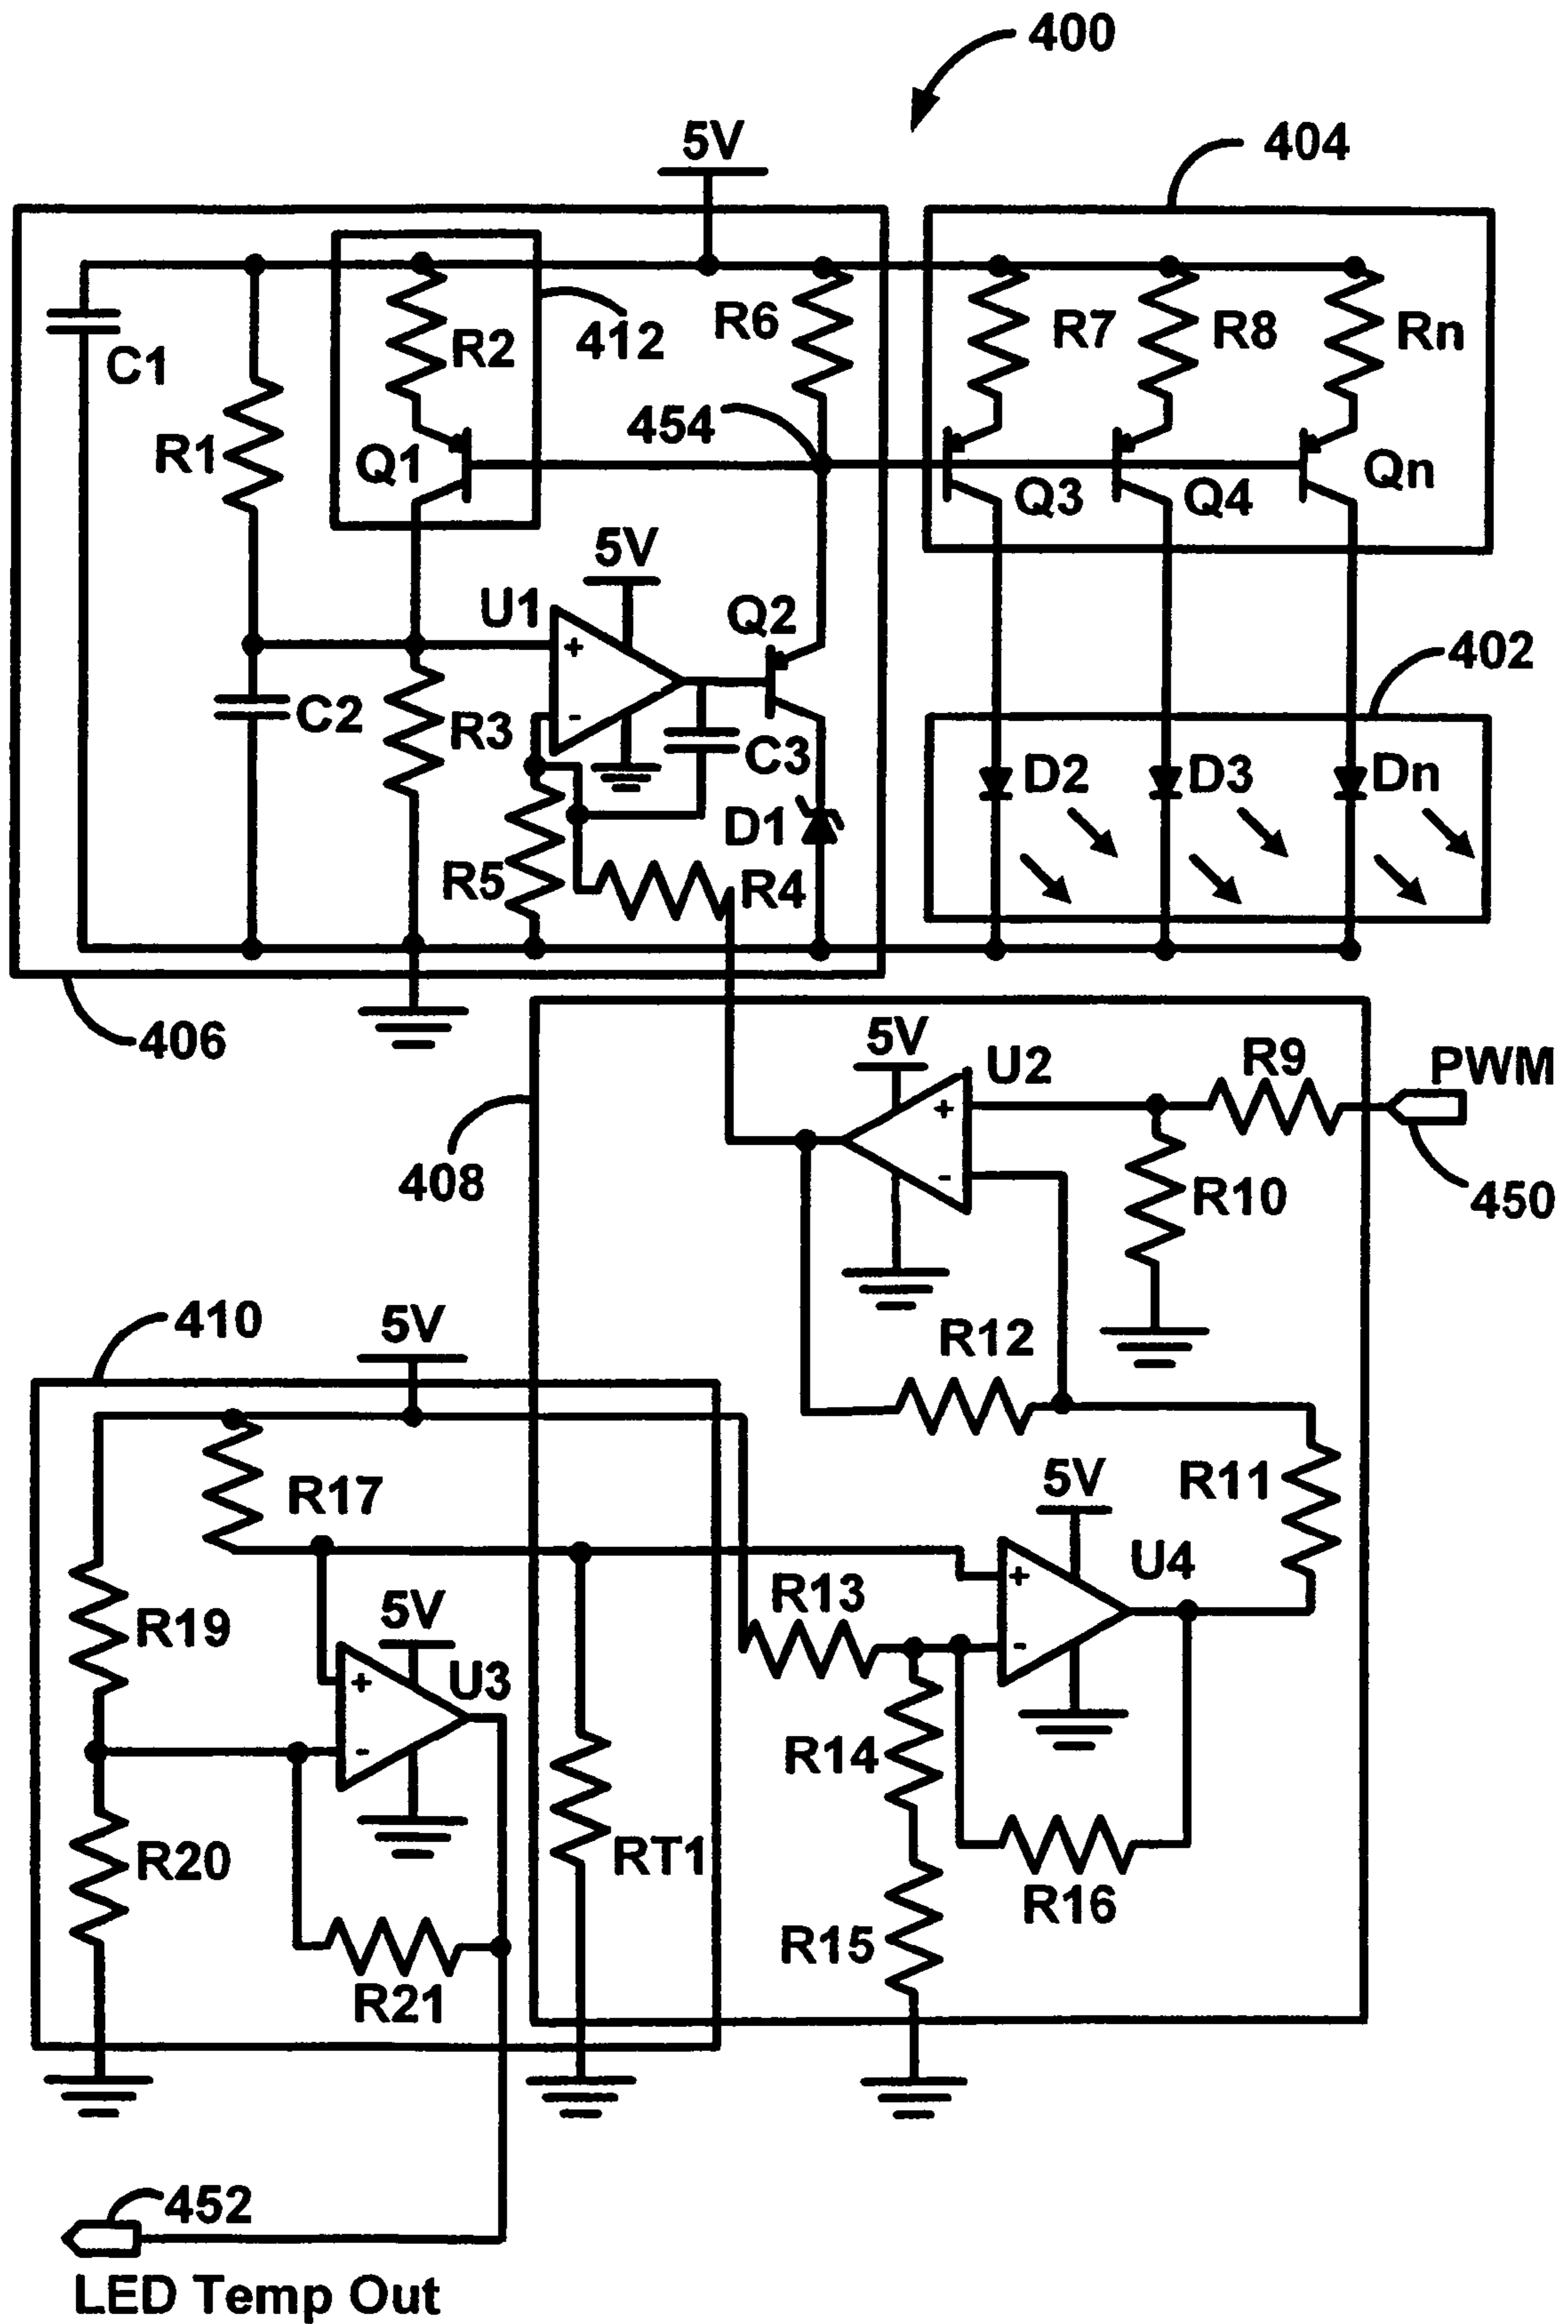 400
5V
404
C1
R1
R2
412
R6
R7
R8
Rn
454
Q1
Q3
Q4
Qn
5V
U1
+
-
Q2
402
C2
R3
C3
D1
D2
D3
Dn
R5
R4
406
5V
U2
+
-
R9
PWM
408
R10
450
410
5V
R12
R17
5V
U4
+
-
R11
R19
5V
U3
+
-
R13
R14
R20
RT1
R16
R15
R21
452
LED Temp Out